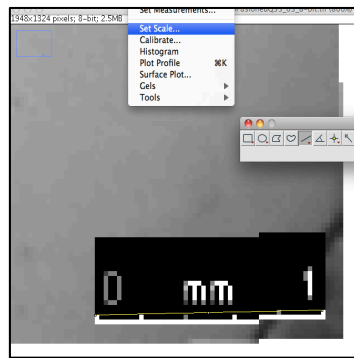 Set Measurements...
1948x1324 pixels; 8-bit; 2.5MB
Set Scale...
Calibrate...
Histogram
Plot Profile ⌘K
Surface Plot...
Gels
Tools
0 mm 1